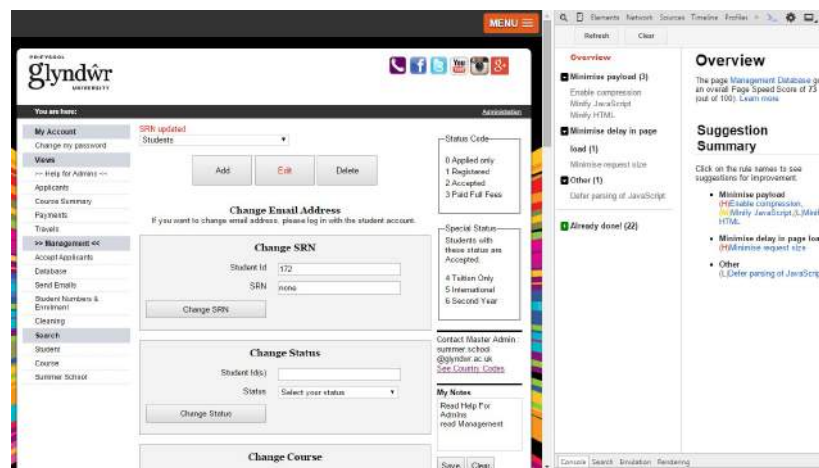 MENU
PRIFYSGOL
Glyndŵr
UNIVERSITY
You are here:
Administration
My Account
Change my password
Views
>> Help for Admins <<
Applicants
Course Summary
Payments
Travels
>> Management <<
Accept Applicants
Database
Send Emails
Student Numbers &
Enrolment
Cleaning
Search
Student
Course
Summer School
SRN updated
Students
Add
Edit
Delete
Change Email Address
If you want to change email address, please log in with the student account.
Change SRN
Student Id
172
SRN
none
Change SRN
Change Status
Student Id(s)
Status
Select your status
Change Status
Change Course
Status Code
0 Applied only
1 Registered
2 Accepted
3 Paid Full Fees
Special Status
Students with
these status are
Accepted.
4 Tuition Only
5 International
6 Second Year
Contact Master Admin :
summer.school
@glyndwr.ac.uk
See Country Codes
My Notes
Read Help For
Admins
read Management
Save
Clear
Elements Network Sources Timeline Profiles
Refresh
Clear
Overview
Minimise payload (3)
Enable compression
Minify JavaScript
Minify HTML
Minimise delay in page
load (1)
Minimise request size
Other (1)
Defer parsing of JavaScript
Already done! (22)
Overview
The page Management Database
an overall Page Speed Score of 73
(out of 100). Learn more
Suggestion
Summary
Click on the rule names to see
suggestions for improvement.
Minimise payload
(H)Enable compression,
(M)Minify JavaScript,(L)
HTML
Minimise delay in page
(H)Minimise request size
Other
(L)Defer parsing of
Console Search Emulation Rendering